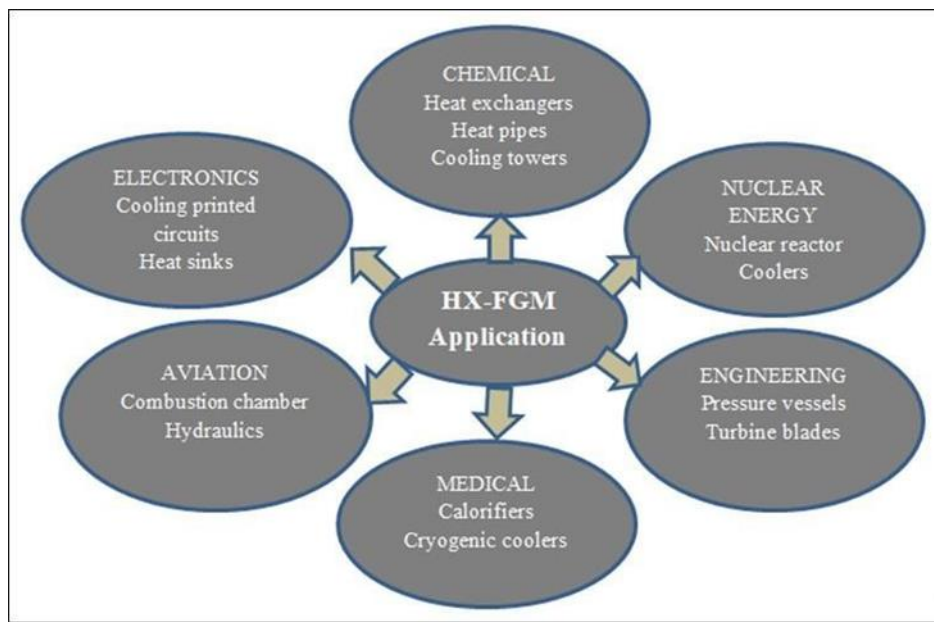 CHEMICAL
Heat exchangers
Heat pipes
Cooling towers
ELECTRONICS
Cooling printed
circuits
Heat sinks
NUCLEAR
ENERGY
Nuclear reactor
Coolers
HX-FGM
Application
AVIATION
Combustion chamber
Hydraulics
ENGINEERING
Pressure vessels
Turbine blades
MEDICAL
Calorifiers
Cryogenic coolers